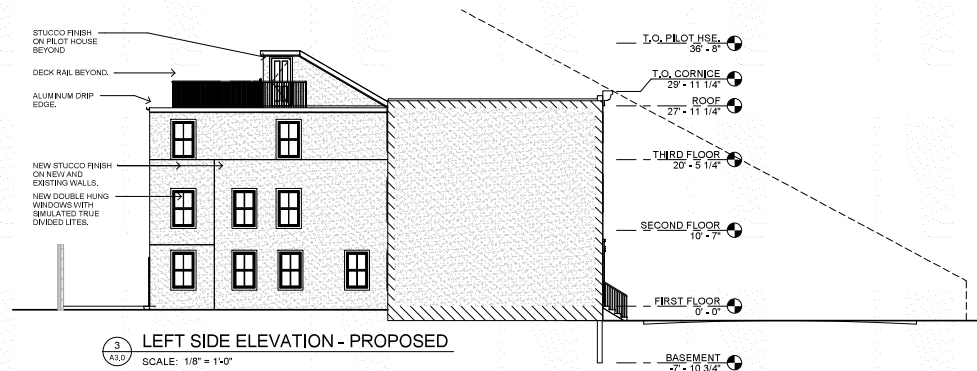 STUCCO FINISH
ON PILOT HOUSE
BEYOND
DECK RAIL BEYOND.
ALUMINUM DRIP
EDGE.
NEW STUCCO FINISH
ON NEW AND
EXISTING WALLS.
NEW DOUBLE HUNG
WINDOWS WITH
SIMULATED TRUE
DIVIDED LITES.
T.O. PILOT HSE.
36' - 8"
T.O. CORNICE
29' - 11 1/4"
ROOF
27' - 11 1/4"
THIRD FLOOR
20' - 5 1/4"
SECOND FLOOR
10' - 7"
FIRST FLOOR
0' - 0"
BASEMENT
-7' - 10 3/4"
3
A3.0
LEFT SIDE ELEVATION - PROPOSED
SCALE: 1/8" = 1'-0"